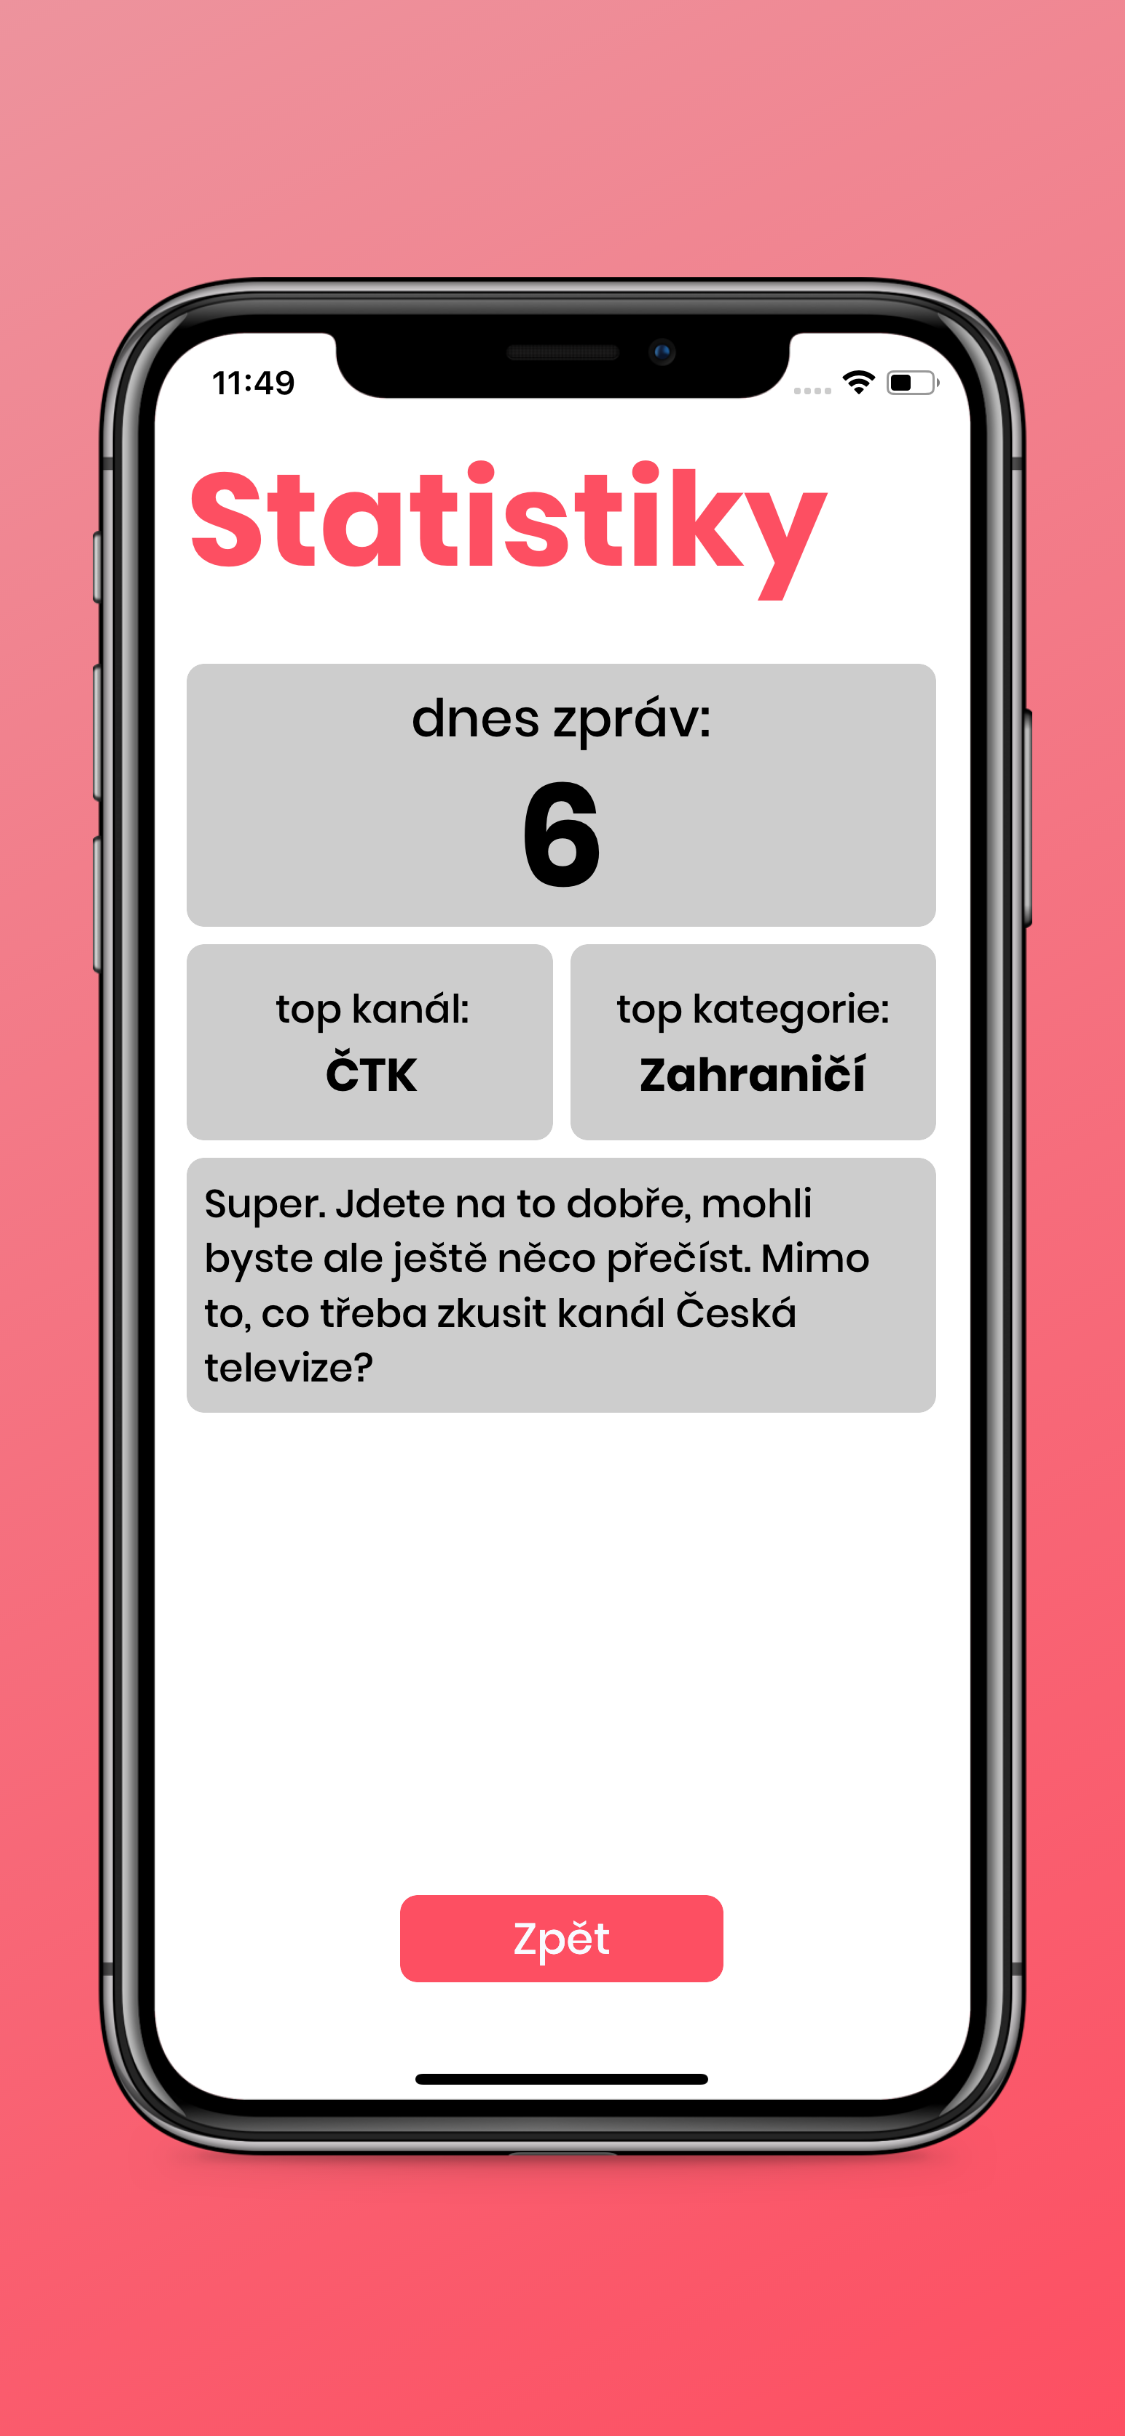 11:49
Statistiky
dnes zpráv:
6
top kanál:
ČTK
top kategorie:
Zahraničí
Super. Jdete na to dobře, mohli
byste ale ještě něco přečíst. Mimo
to, co třeba zkusit kanál Česká
televize?
Zpět